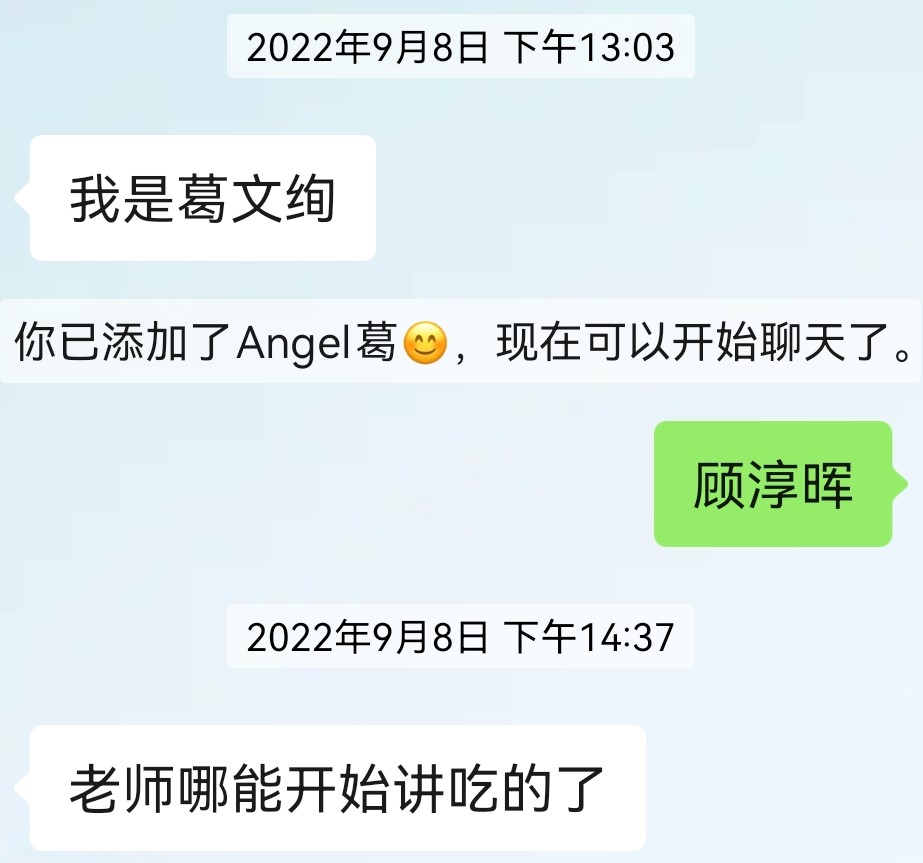 2022年9月8日 下午13:03
我是葛文绚
你已添加了Angel葛😊，现在可以开始聊天了。
顾淳晖
2022年9月8日 下午14:37
老师哪能开始讲吃的了